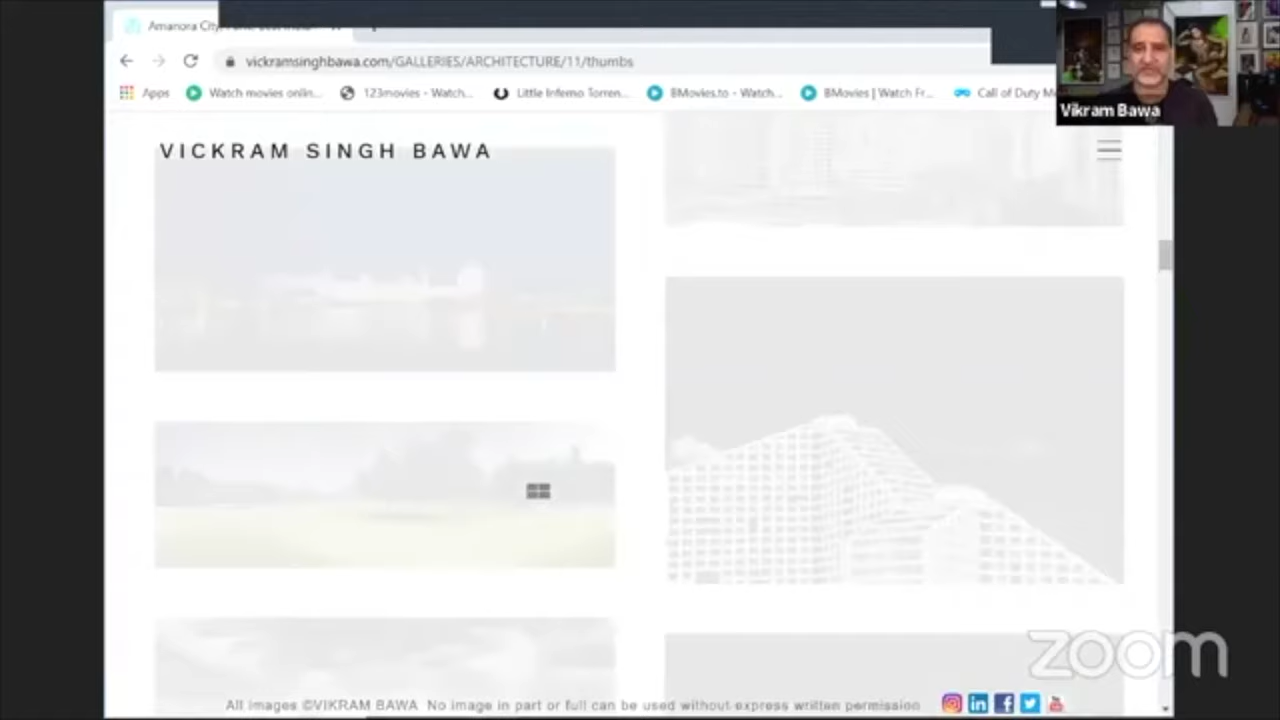 Amanora City
vickramsinghbawa.com/GALLERIES/ARCHITECTURE/11/thumbs
Apps
Watch movies onlin...
123movies - Watch...
Little Inferno Torren...
BMovies.to - Watch...
BMovies | Watch Fr...
Call of Duty M
Vikram Bawa
VICKRAM SINGH BAWA
zoom
All images ©VIKRAM BAWA No image in part or full can be used without express written permission